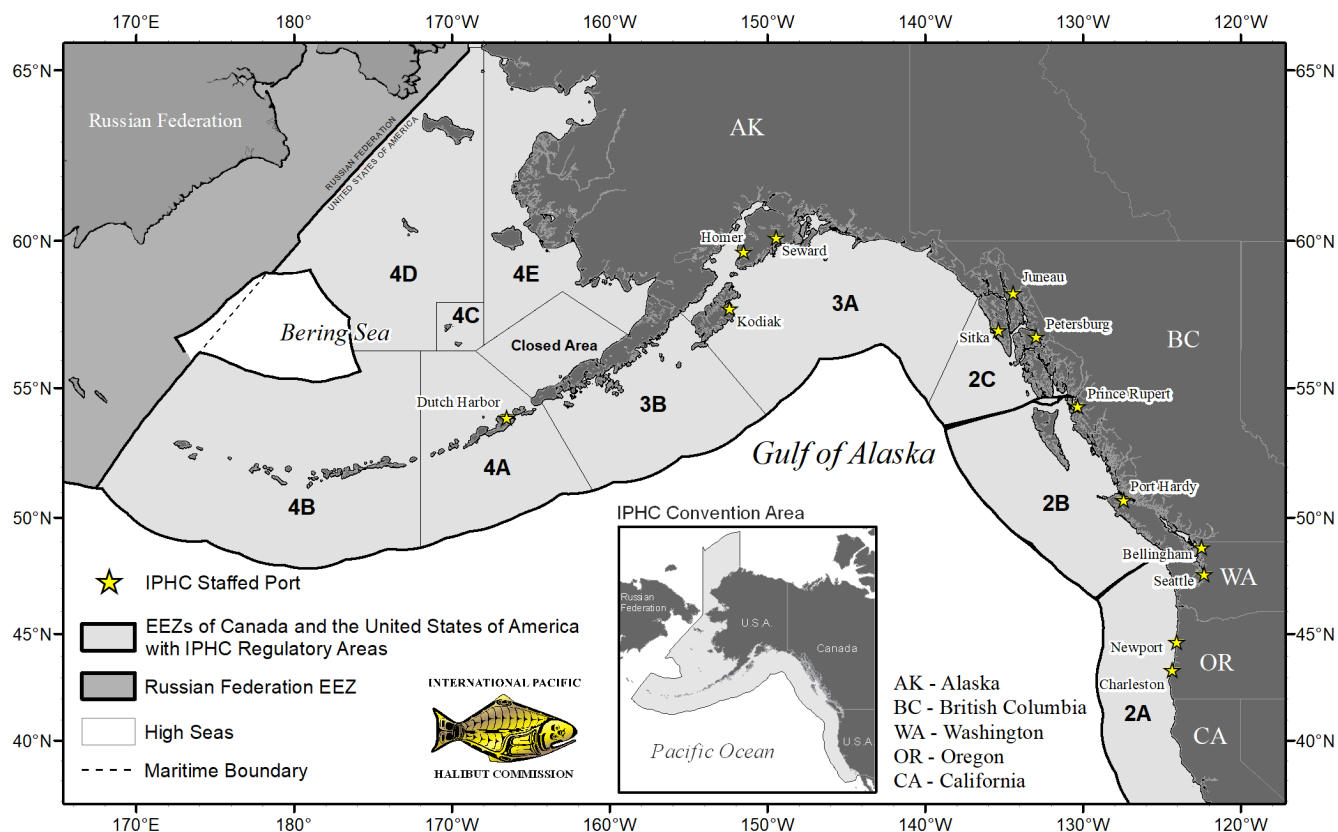 170°E 180° 170°W 160°W 150°W 140°W 130°W 120°W
65°N 65°N
Russian Federation
AK
RUSSIAN FEDERATION
UNITED STATES OF AMERICA
60°N 60°N
Homer
Seward
4D
4E
Juneau
3A
4C
Kodiak
Bering Sea
Petersburg
Sitka
BC
Closed Area
55°N 55°N
2C
Prince Rupert
Dutch Harbor
3B
Gulf of Alaska
4A
Port Hardy
4B
2B
50°N 50°N
IPHC Convention Area
Bellingham
Seattle
WA
IPHC Staffed Port
Russian
Federation
U.S.A.
Canada
EEZs of Canada and the United States of America
with IPHC Regulatory Areas
45°N 45°N
Newport
OR
Charleston
Russian Federation EEZ
INTERNATIONAL PACIFIC
HALIBUT COMMISSION
2A
High Seas
CA
U.S.A.
Pacific Ocean
40°N 40°N
Maritime Boundary
AK - Alaska
BC - British Columbia
WA - Washington
OR - Oregon
CA - California
170°E 180° 170°W 160°W 150°W 140°W 130°W 120°W